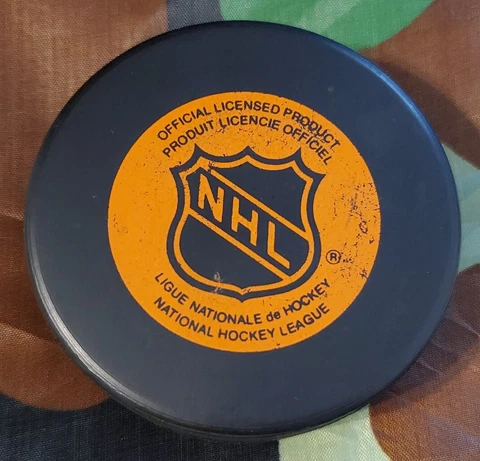 OFFICIAL LICENSED PRODUCT
PRODUIT LICENCIE OFFICIEL
NHL
®
LIGUE NATIONALE de HOCKEY
NATIONAL HOCKEY LEAGUE